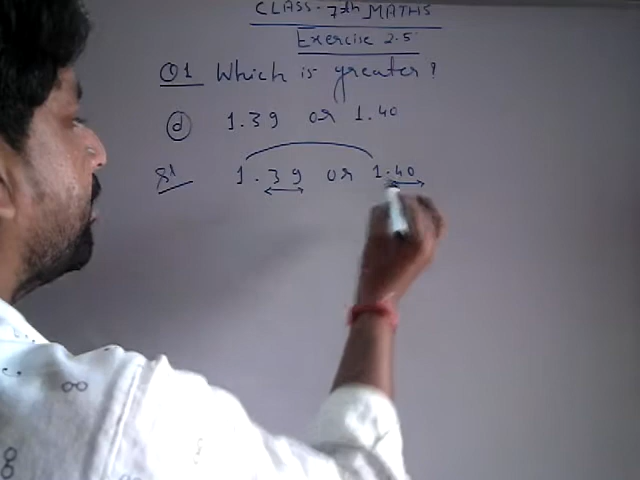 CLASS-7th MATHS
Exercise 2.5
Q1 Which is greater?
(d) 1.39 or 1.40
1.39 or 1.40